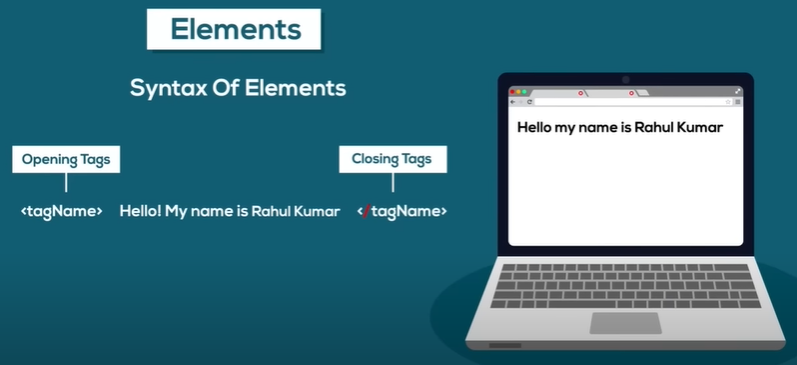 Elements
Syntax Of Elements
Opening Tags
Closing Tags
<tagName> Hello! My name is Rahul Kumar </tagName>
Hello my name is Rahul Kumar